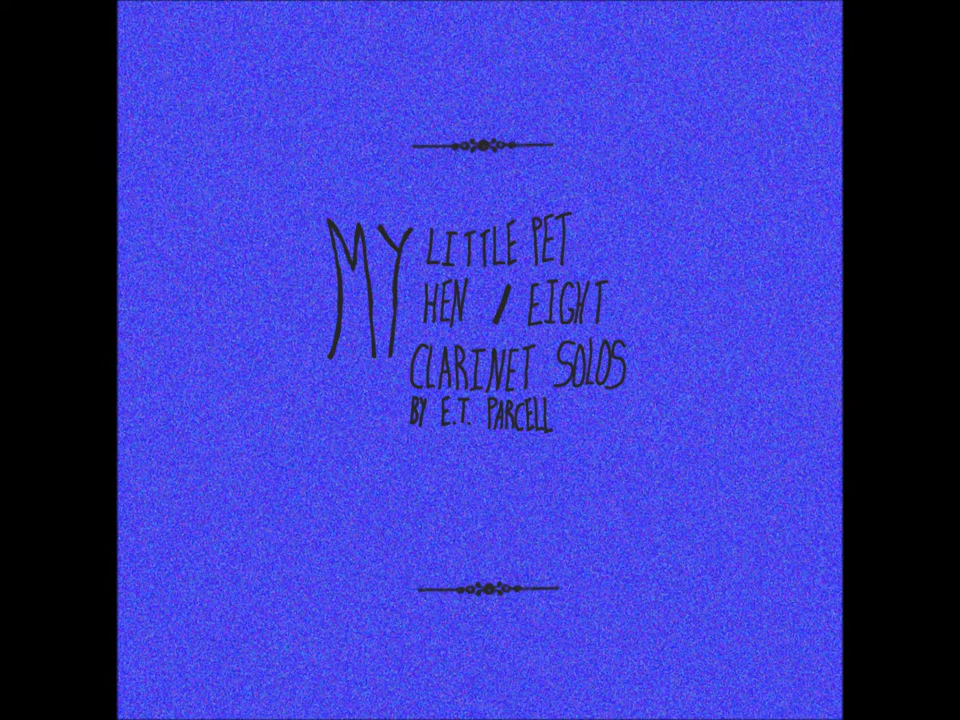 MY LITTLE PET
HEN / EIGHT
CLARINET SOLOS
BY E.T. PARCELL